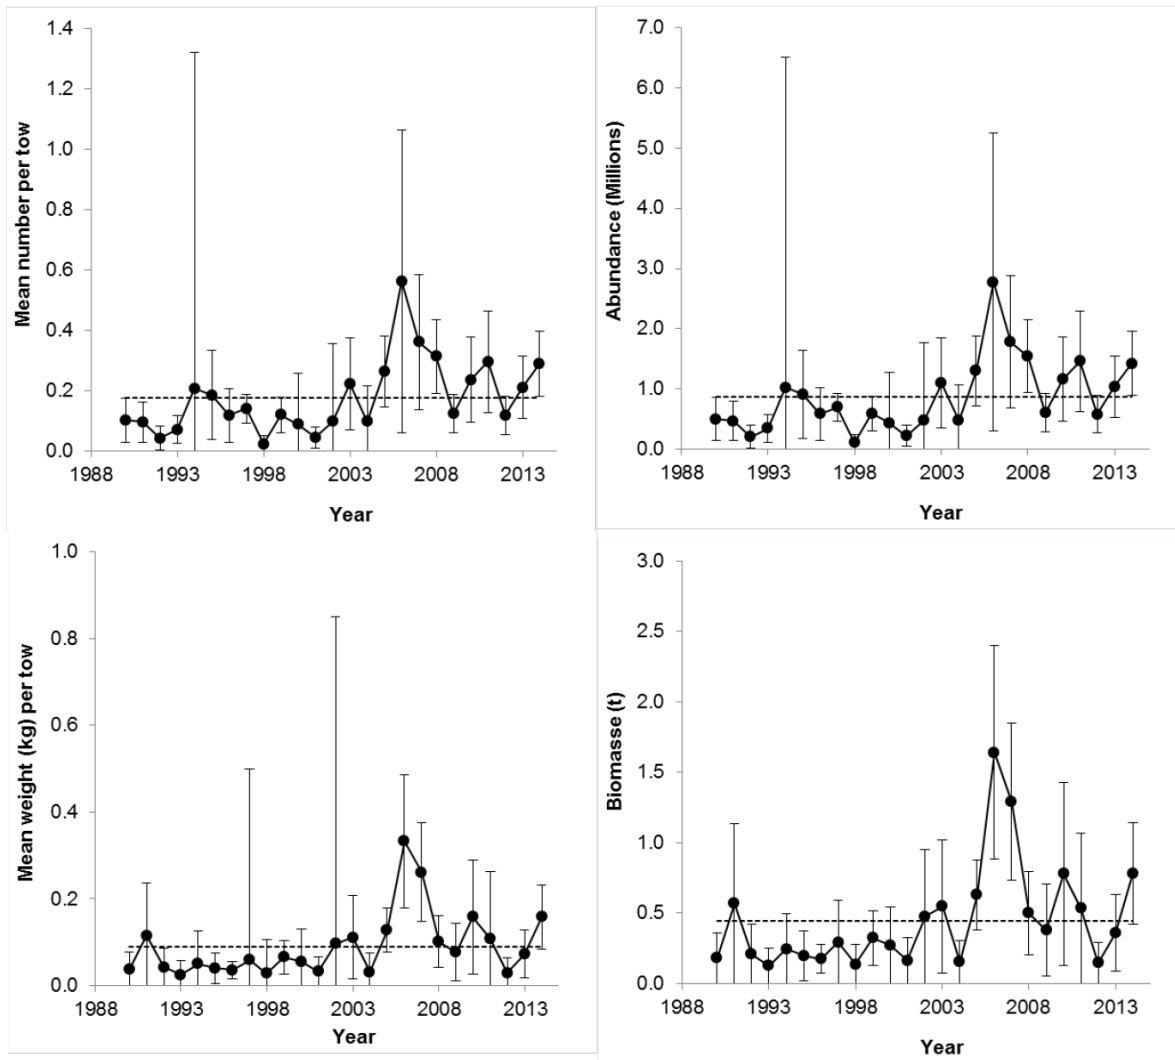 1.4
1.2
1.0
0.8
0.6
0.4
0.2
0.0
Mean number per tow
1988 1993 1998 2003 2008 2013
Year
7.0
6.0
5.0
4.0
3.0
2.0
1.0
0.0
Abundance (Millions)
1988 1993 1998 2003 2008 2013
Year
1.0
0.8
0.6
0.4
0.2
0.0
Mean weight (kg) per tow
1988 1993 1998 2003 2008 2013
Year
3.0
2.5
2.0
1.5
1.0
0.5
0.0
Biomasse (t)
1988 1993 1998 2003 2008 2013
Year